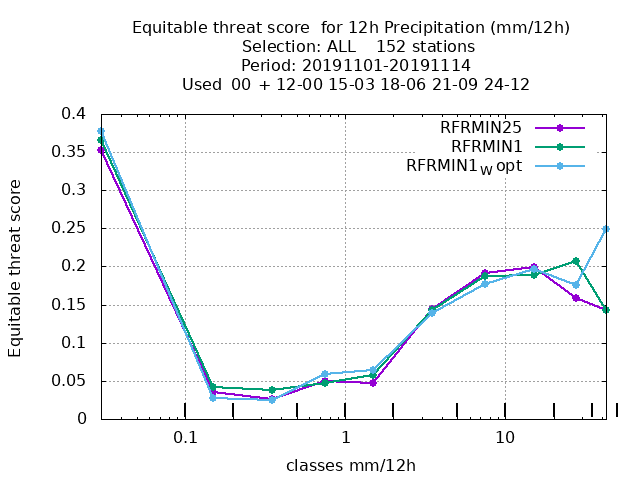 Equitable threat score  for 12h Precipitation (mm/12h)
Selection: ALL    152 stations
Period: 20191101-20191114
Used  00 + 12-00 15-03 18-06 21-09 24-12
RFRMIN25
RFRMIN1
RFRMIN1W opt
Equitable threat score
0.4
0.35
0.3
0.25
0.2
0.15
0.1
0.05
0
0.1 1 10
classes mm/12h